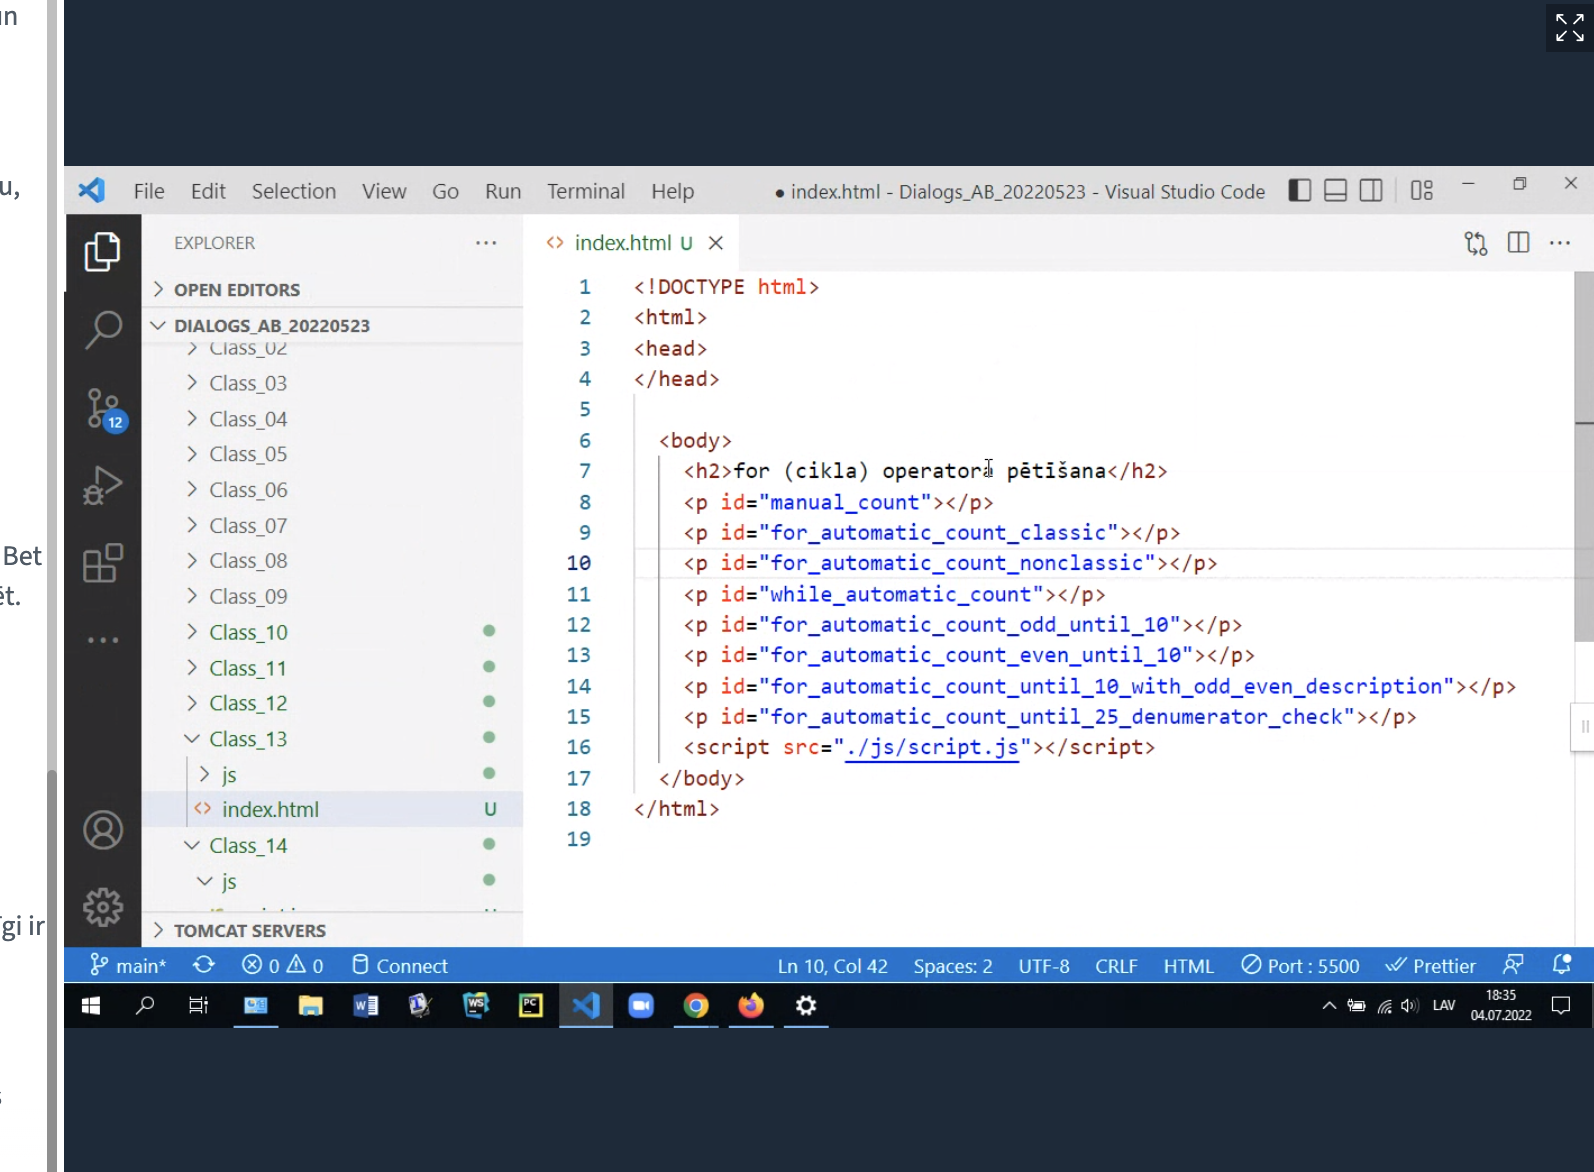 u,
Bet
ēt.
gi ir
File Edit Selection View Go Run Terminal Help
● index.html - Dialogs_AB_20220523 - Visual Studio Code
EXPLORER
OPEN EDITORS
DIALOGS_AB_20220523
Class_02
Class_03
Class_04
Class_05
Class_06
Class_07
Class_08
Class_09
Class_10
Class_11
Class_12
Class_13
js
index.html U
Class_14
js
TOMCAT SERVERS
12
index.html U
1 <!DOCTYPE html>
2 <html>
3 <head>
4 </head>
5
6 <body>
7 <h2>for (cikla) operatora pētīšana</h2>
8 <p id="manual_count"></p>
9 <p id="for_automatic_count_classic"></p>
10 <p id="for_automatic_count_nonclassic"></p>
11 <p id="while_automatic_count"></p>
12 <p id="for_automatic_count_odd_until_10"></p>
13 <p id="for_automatic_count_even_until_10"></p>
14 <p id="for_automatic_count_until_10_with_odd_even_description"></p>
15 <p id="for_automatic_count_until_25_denumerator_check"></p>
16 <script src="./js/script.js"></script>
17 </body>
18 </html>
19
main* 0 0 Connect Ln 10, Col 42 Spaces: 2 UTF-8 CRLF HTML Port : 5500 Prettier
WS PC LAV 18:35
04.07.2022